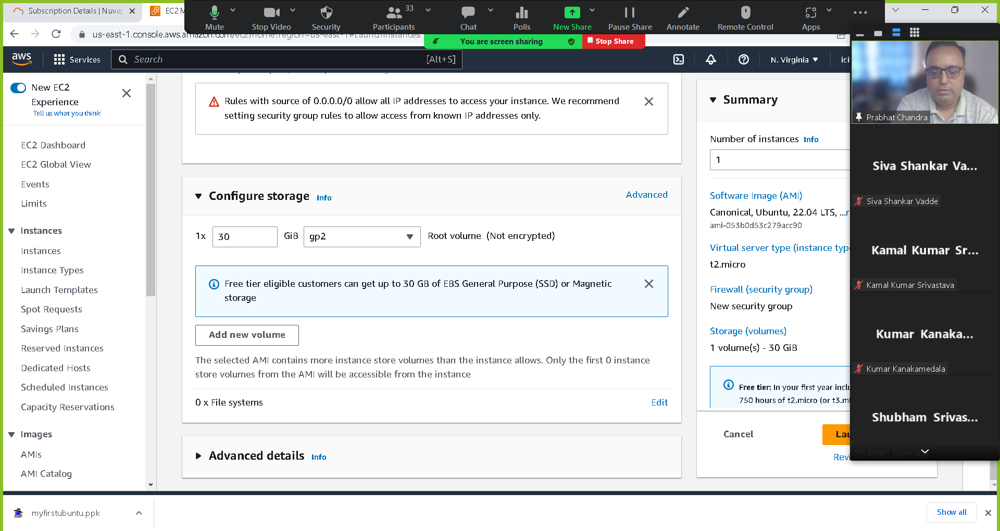 Subscription Details | Nuvep
EC2 M
Mute
Stop Video
Security
33
Participants
Chat
Polls
New Share
Pause Share
Annotate
Remote Control
Apps
us-east-1.console.aws.amazon.com/ec2/home?region=us-east-1#LaunchInstances:
You are screen sharing
Stop Share
aws
Services
Search
[Alt+S]
N. Virginia
ici
New EC2
Experience
Tell us what you think
EC2 Dashboard
EC2 Global View
Events
Limits
Instances
Instances
Instance Types
Launch Templates
Spot Requests
Savings Plans
Reserved Instances
Dedicated Hosts
Scheduled Instances
Capacity Reservations
Images
AMIs
AMI Catalog
Rules with source of 0.0.0.0/0 allow all IP addresses to access your instance. We recommend
setting security group rules to allow access from known IP addresses only.
Configure storage Info
Advanced
1x 30 GiB gp2 Root volume (Not encrypted)
Free tier eligible customers can get up to 30 GB of EBS General Purpose (SSD) or Magnetic
storage
Add new volume
The selected AMI contains more instance store volumes than the instance allows. Only the first 0 instance
store volumes from the AMI will be accessible from the instance
0 x File systems
Edit
Advanced details Info
Summary
Number of instances Info
1
Software Image (AMI)
Canonical, Ubuntu, 22.04 LTS, ...r
ami-053b0d53c279acc90
Virtual server type (instance typ
t2.micro
Firewall (security group)
New security group
Storage (volumes)
1 volume(s) - 30 GiB
Free tier: In your first year inclu
750 hours of t2.micro (or t3.mi
Cancel
Lau
Revi
Prabhat Chandra
Siva Shankar Va...
Siva Shankar Vadde
Kamal Kumar Sr...
Kamal Kumar Srivastava
Kumar Kanaka...
Kumar Kanakamedala
Shubham Srivas...
Shubham Srivastava
myfirstubuntu.ppk
Show all